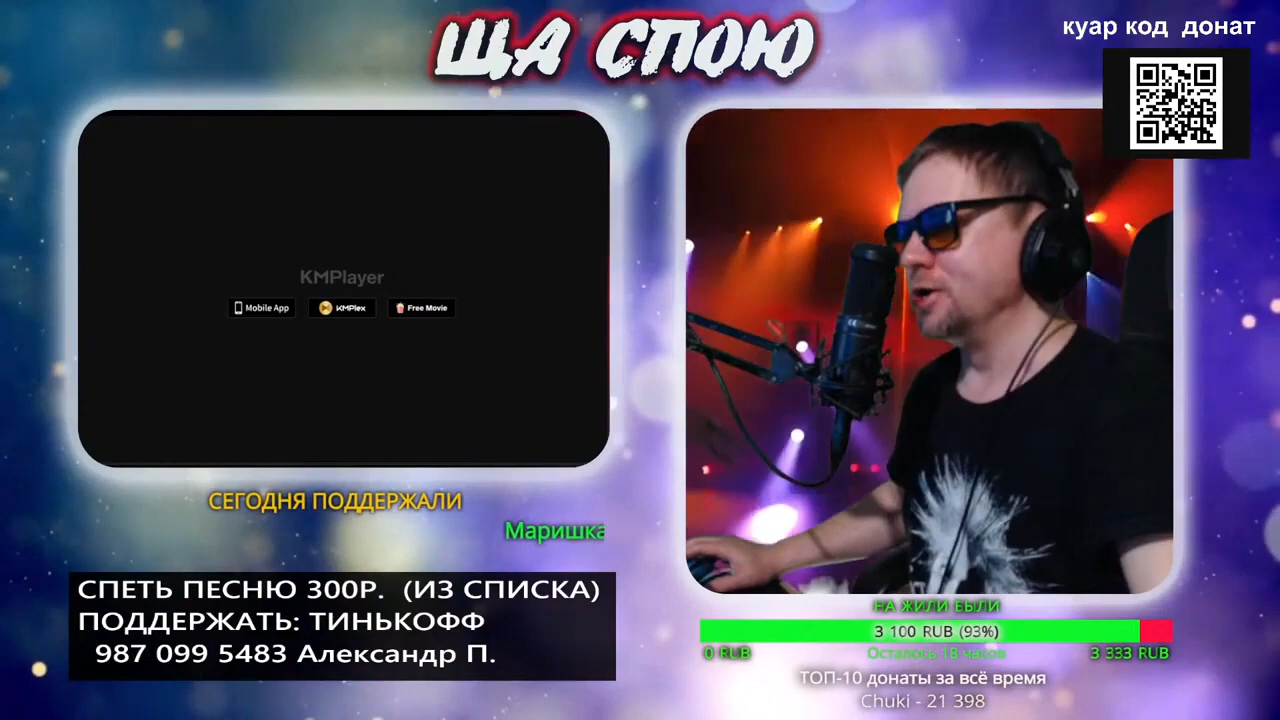 ЩА СПОЮ
куар код донат
KMPlayer
Mobile App
KMPlex
Free Movie
СЕГОДНЯ ПОДДЕРЖАЛИ
Маришка
СПЕТЬ ПЕСНЮ 300Р. (ИЗ СПИСКА)
ПОДДЕРЖАТЬ: ТИНЬКОФФ
987 099 5483 Александр П.
НА ЖИЛИ БЫЛИ
3 100 RUB (93%)
0 RUB
Осталось 18 часов
3 333 RUB
ТОП-10 донаты за всё время
Chuki - 21 398